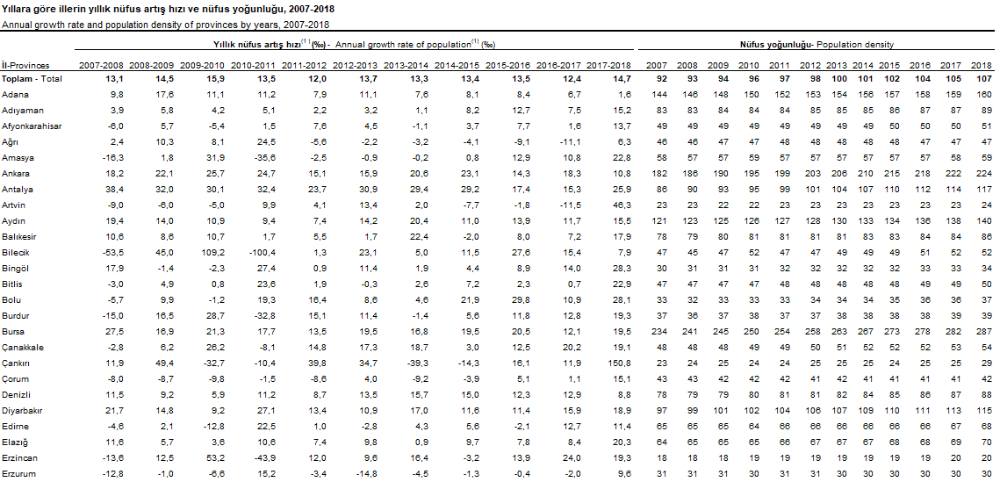 Yıllara göre illerin yıllık nüfus artış hızı ve nüfus yoğunluğu, 2007-2018
Annual growth rate and population density of provinces by years, 2007-2018
Yıllık nüfus artış hızı(1) (‰) - Annual growth rate of population(1) (‰) Nüfus yoğunluğu- Population density
İl-Provinces 2007-2008 2008-2009 2009-2010 2010-2011 2011-2012 2012-2013 2013-2014 2014-2015 2015-2016 2016-2017 2017-2018 2007 2008 2009 2010 2011 2012 2013 2014 2015 2016 2017 2018
Toplam - Total 13,1 14,5 15,9 13,5 12,0 13,7 13,3 13,4 13,5 12,4 14,7 92 93 94 96 97 98 100 101 102 104 105 107
Adana 9,8 17,6 11,1 11,2 7,9 11,1 7,6 8,1 8,4 6,7 1,6 144 146 148 150 152 153 154 156 157 158 159 160
Adıyaman 3,9 5,8 4,2 5,1 2,2 3,2 1,1 8,2 12,7 7,5 15,2 83 83 84 84 84 85 85 85 86 87 87 89
Afyonkarahisar -6,0 5,7 -5,4 1,5 7,6 4,5 -1,1 3,7 7,7 1,6 13,7 49 49 49 49 49 49 49 49 50 50 50 51
Ağrı 2,4 10,3 8,1 24,5 -5,6 -2,2 -3,2 -4,1 -9,1 -11,1 6,3 46 46 47 47 48 48 48 48 48 47 47 47
Amasya -16,3 1,8 31,9 -35,6 -2,5 -0,9 -0,2 0,8 12,9 10,8 22,8 58 57 57 59 57 57 57 57 57 57 58 59
Ankara 18,2 22,1 25,7 24,7 15,1 15,9 20,6 23,1 14,3 18,3 10,8 182 186 190 195 199 203 206 210 215 218 222 224
Antalya 38,4 32,0 30,1 32,4 23,7 30,9 29,4 29,2 17,4 15,3 25,9 86 90 93 95 99 101 104 107 110 112 114 117
Artvin -9,0 -6,0 -5,0 9,9 4,1 13,4 2,0 -7,7 -1,8 -11,5 46,3 23 23 22 22 23 23 23 23 23 23 23 24
Aydın 19,4 14,0 10,9 9,4 7,4 14,2 20,4 11,0 13,9 11,7 15,5 121 123 125 126 127 128 130 133 134 136 138 140
Balıkesir 10,6 8,6 10,7 1,7 5,5 1,7 22,4 -2,0 8,0 7,2 17,9 78 79 80 81 81 81 81 83 83 84 84 86
Bilecik -53,5 45,0 109,2 -100,4 1,3 23,1 5,0 11,5 27,6 15,4 7,9 47 45 47 52 47 47 49 49 49 51 52 52
Bingöl 17,9 -1,4 -2,3 27,4 0,9 11,4 1,9 4,4 8,9 14,0 28,3 30 31 31 31 32 32 32 32 32 33 33 34
Bitlis -3,0 4,9 0,8 23,6 1,9 -0,3 2,6 7,2 2,3 0,7 22,9 47 47 47 47 48 48 48 48 48 49 49 50
Bolu -5,7 9,9 -1,2 19,3 16,4 8,6 4,6 21,9 29,8 10,9 28,1 33 32 33 33 33 34 34 34 35 36 36 37
Burdur -15,0 16,5 28,7 -32,8 15,1 11,4 -1,4 5,6 11,8 12,8 19,3 37 36 37 38 37 37 38 38 38 38 39 39
Bursa 27,5 16,9 21,3 17,7 13,5 19,5 16,8 19,5 20,5 12,1 19,5 234 241 245 250 254 258 263 267 273 278 282 287
Çanakkale -2,8 6,2 26,2 -8,1 14,8 17,3 18,7 3,0 12,5 20,2 19,1 48 48 48 49 49 50 51 52 52 52 53 54
Çankırı 11,9 49,4 -32,7 -10,4 39,8 34,7 -39,3 -14,3 16,1 11,9 150,8 23 24 25 24 24 25 25 24 24 25 25 29
Çorum -8,0 -8,7 -9,8 -1,5 -8,6 4,0 -9,2 -3,9 5,1 1,1 15,1 43 43 42 42 42 41 42 41 41 41 41 42
Denizli 11,5 9,2 5,9 11,2 8,7 13,5 15,7 15,0 12,3 12,9 8,8 78 79 79 80 81 81 82 84 85 86 87 88
Diyarbakır 21,7 14,8 9,2 27,1 13,4 10,9 17,0 11,6 11,4 15,9 18,9 97 99 101 102 104 106 107 109 110 111 113 115
Edirne -4,6 2,1 -12,8 22,5 1,0 -2,8 4,3 5,6 -2,1 12,7 11,4 65 65 65 64 66 66 66 66 66 66 67 68
Elazığ 11,6 5,7 3,6 10,6 7,4 9,8 0,9 9,7 7,8 8,4 20,3 64 65 65 65 66 67 67 67 68 68 69 70
Erzincan -13,6 12,5 53,2 -43,9 12,0 9,6 16,4 -3,2 13,9 24,0 19,3 18 18 18 19 19 19 19 19 19 19 20 20
Erzurum -12,8 -1,0 -6,6 15,2 -3,4 -14,8 -4,5 -1,3 -0,4 -2,0 9,6 31 31 31 30 31 31 30 30 30 30 30 30